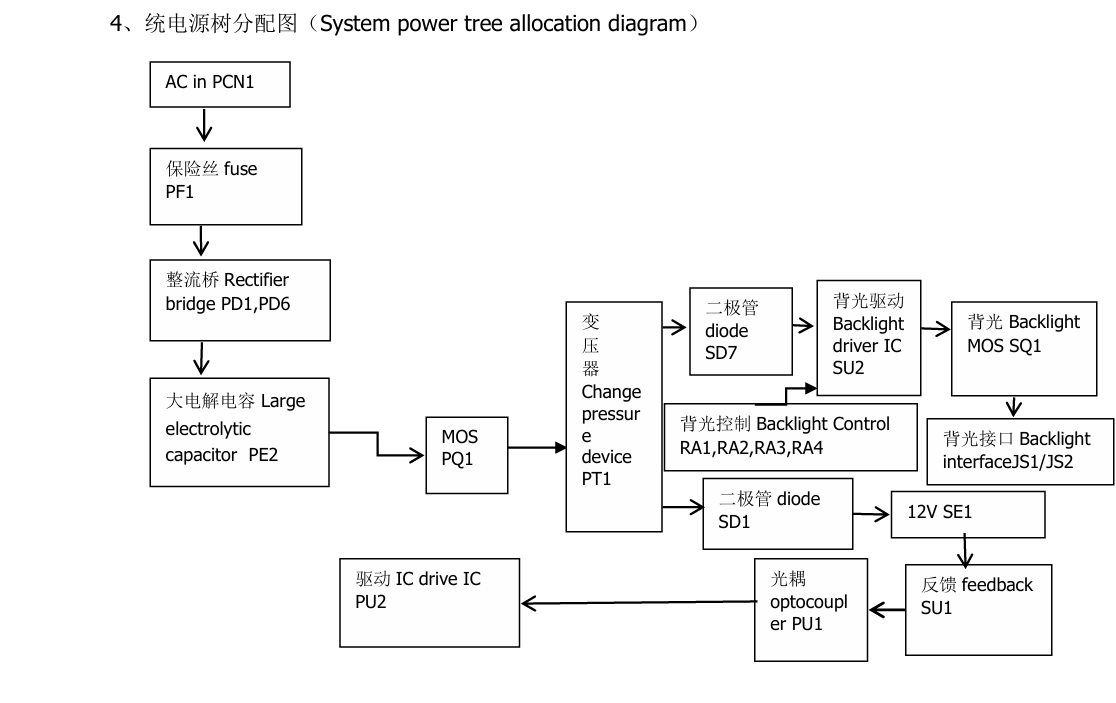 4、统电源树分配图（System power tree allocation diagram）
AC in PCN1
保险丝 fuse
PF1
整流桥 Rectifier
bridge PD1,PD6
大电解电容 Large
electrolytic
capacitor PE2
MOS
PQ1
变
压
器
Change
pressur
e
device
PT1
二极管
diode
SD7
背光驱动
Backlight
driver IC
SU2
背光 Backlight
MOS SQ1
背光控制 Backlight Control
RA1,RA2,RA3,RA4
背光接口 Backlight
interfaceJS1/JS2
二极管 diode
SD1
12V SE1
反馈 feedback
SU1
光耦
optocoupl
er PU1
驱动 IC drive IC
PU2